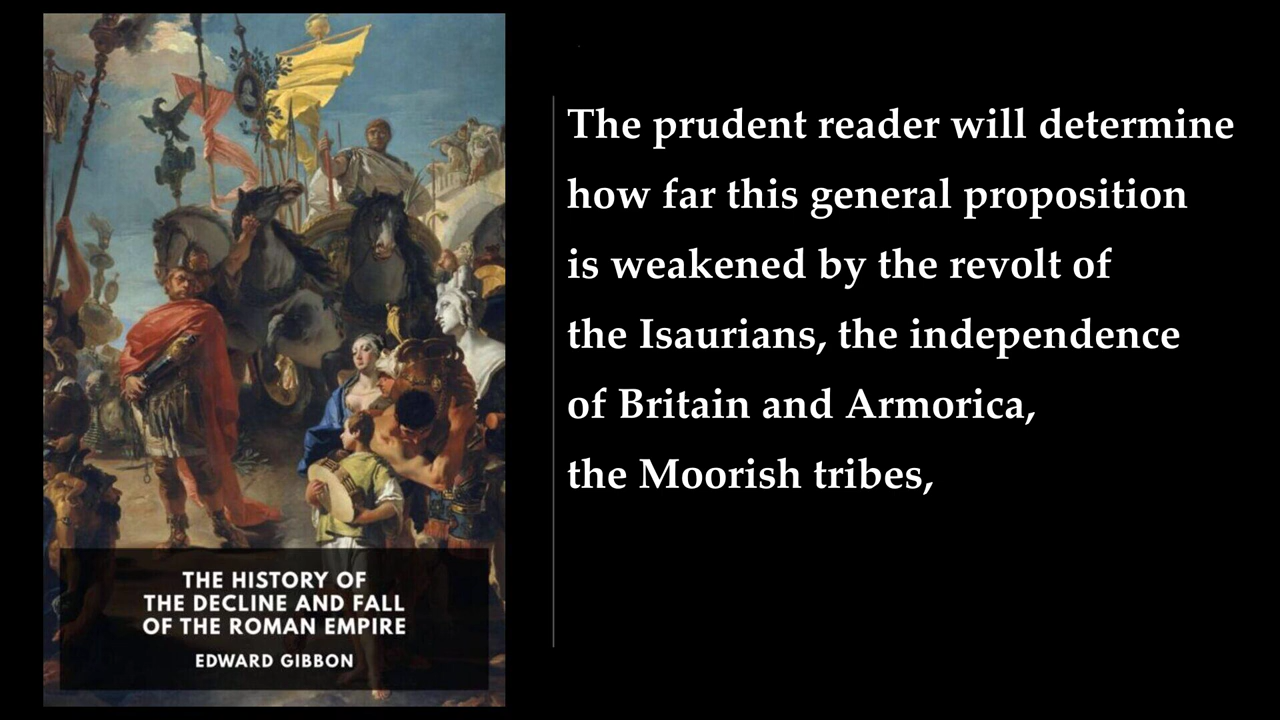 The prudent reader will determine
how far this general proposition
is weakened by the revolt of
the Isaurians, the independence
of Britain and Armorica,
the Moorish tribes,
THE HISTORY OF
THE DECLINE AND FALL
OF THE ROMAN EMPIRE
EDWARD GIBBON